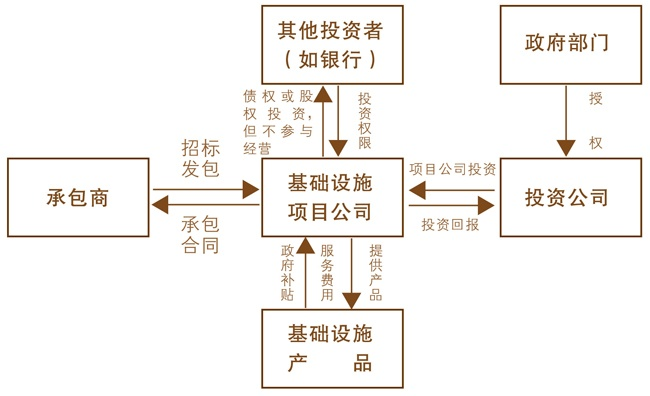 其他投资者
（如银行）
政府部门
债权或股
权投资，
但不参与
经营
投资权限
授
权
招标
发包
项目公司投资
承包商
基础设施
项目公司
投资公司
承包
合同
投资回报
政府补贴
服务费用
提供产品
基础设施
产品